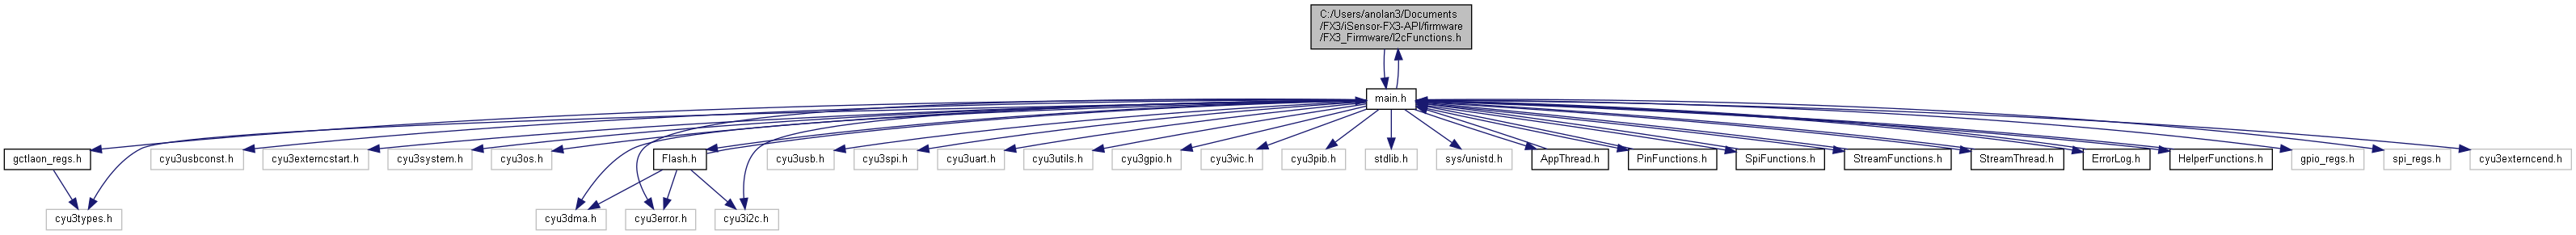 C:/Users/anolan3/Documents
/FX3/iSensor-FX3-API/firmware
/FX3_Firmware/I2cFunctions.h
main.h
gctlaon_regs.h
cyu3usbconst.h
cyu3externcstart.h
cyu3system.h
cyu3os.h
Flash.h
cyu3usb.h
cyu3spi.h
cyu3uart.h
cyu3utils.h
cyu3gpio.h
cyu3vic.h
cyu3pib.h
stdlib.h
sys/unistd.h
AppThread.h
PinFunctions.h
SpiFunctions.h
StreamFunctions.h
StreamThread.h
ErrorLog.h
HelperFunctions.h
gpio_regs.h
spi_regs.h
cyu3externcend.h
cyu3types.h
cyu3dma.h
cyu3error.h
cyu3i2c.h